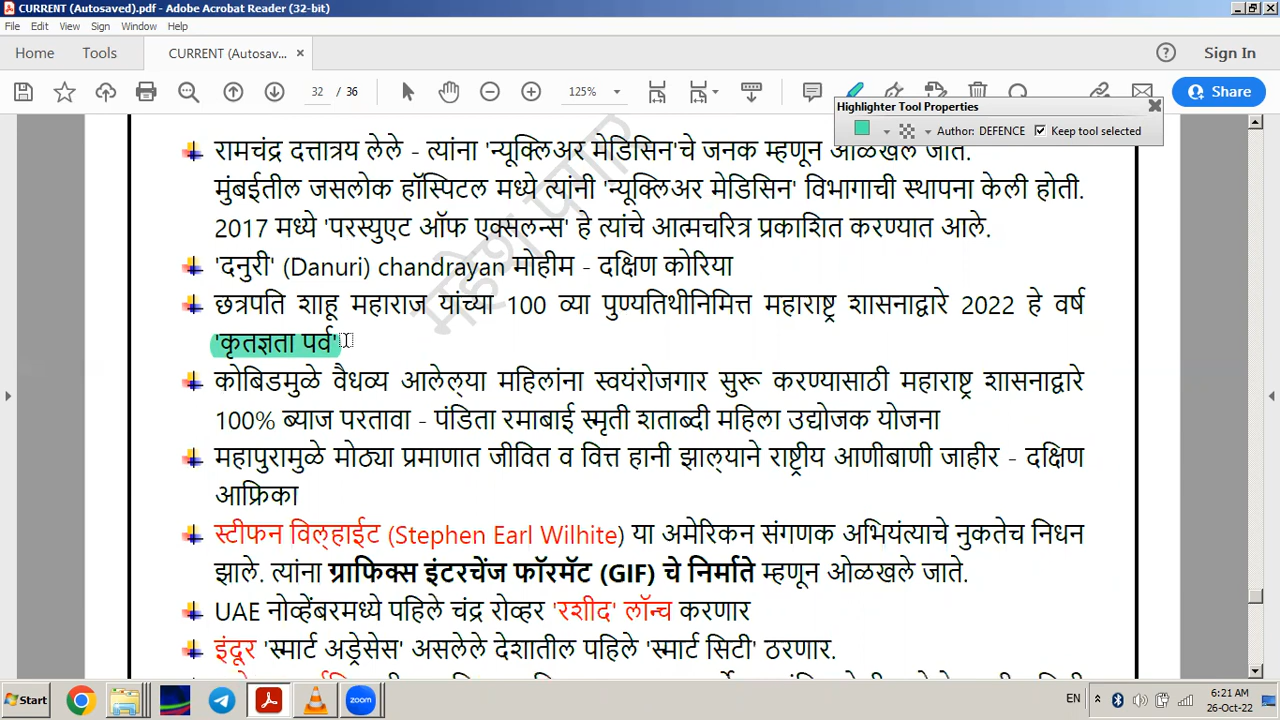 CURRENT (Autosaved).pdf - Adobe Acrobat Reader (32-bit)
File Edit View Sign Window Help
Home Tools CURRENT (Autosav... × Sign In
32 / 36 125% Share
Highlighter Tool Properties
Author: DEFENCE Keep tool selected
रामचंद्र दत्तात्रय लेले - त्यांना 'न्यूक्लिअर मेडिसिन'चे जनक म्हणून ओळखले जाते.
मुंबईतील जसलोक हॉस्पिटल मध्ये त्यांनी 'न्यूक्लिअर मेडिसिन' विभागाची स्थापना केली होती.
2017 मध्ये 'परस्युएट ऑफ एक्सलन्स' हे त्यांचे आत्मचरित्र प्रकाशित करण्यात आले.
'दनुरी' (Danuri) chandrayan मोहीम - दक्षिण कोरिया
छत्रपति शाहू महाराज यांच्या 100 व्या पुण्यतिथीनिमित्त महाराष्ट्र शासनाद्वारे 2022 हे वर्ष
'कृतज्ञता पर्व'
कोबिडमुळे वैधव्य आलेल्या महिलांना स्वयंरोजगार सुरू करण्यासाठी महाराष्ट्र शासनाद्वारे
100% ब्याज परतावा - पंडिता रमाबाई स्मृती शताब्दी महिला उद्योजक योजना
महापुरामुळे मोठ्या प्रमाणात जीवित व वित्त हानी झाल्याने राष्ट्रीय आणीबाणी जाहीर - दक्षिण
आफ्रिका
स्टीफन विल्हाईट (Stephen Earl Wilhite) या अमेरिकन संगणक अभियंत्याचे नुकतेच निधन
झाले. त्यांना ग्राफिक्स इंटरचेंज फॉरमॅट (GIF) चे निर्माते म्हणून ओळखले जाते.
UAE नोव्हेंबरमध्ये पहिले चंद्र रोव्हर 'रशीद' लॉन्च करणार
इंदूर 'स्मार्ट अड्रेसेस' असलेले देशातील पहिले 'स्मार्ट सिटी' ठरणार.
Start zoom EN 6:21 AM
26-Oct-22